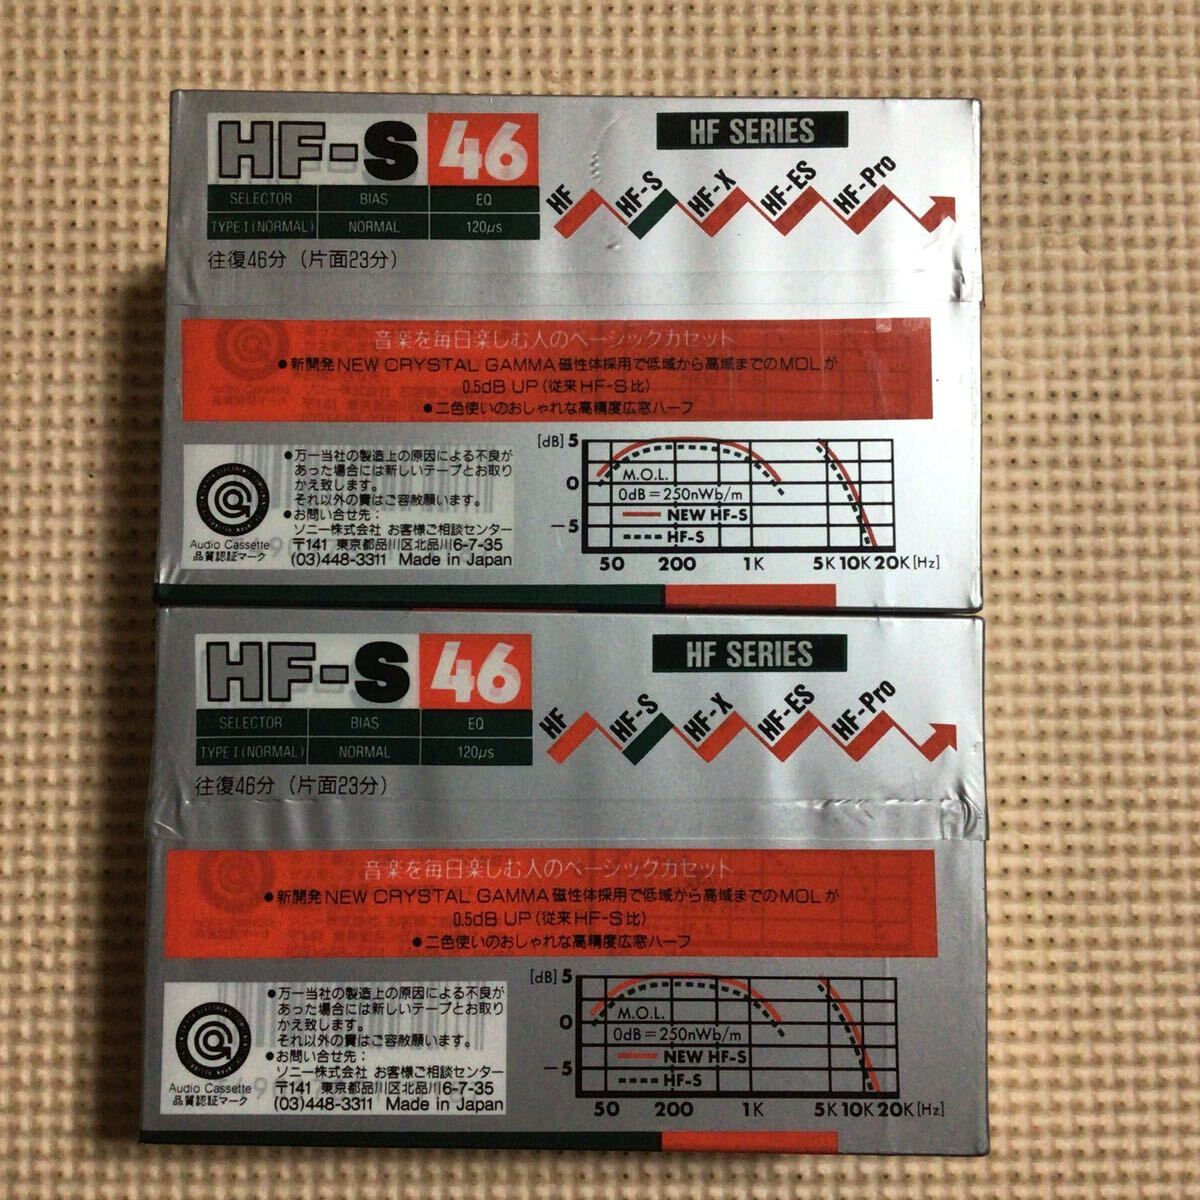 HF-S 46
SELECTOR BIAS EQ
TYPE I (NORMAL) NORMAL 120μs
往復46分 (片面23分)
HF SERIES
HF HF-S HF-X HF-ES HF-Pro
音楽を毎日楽しむ人のベーシックカセット
●新開発NEW CRYSTAL GAMMA磁性体採用で低域から高域までのMOLが
0.5dB UP (従来HF-S比)
●二色使いのおしゃれな高精度広窓ハーフ
Audio Cassette
品質認証マーク
●万一当社の製造上の原因による不良が
あった場合には新しいテープとお取り
かえ致します。
それ以外の責はご容赦願います。
●お問い合せ先：
ソニー株式会社 お客様ご相談センター
〒141 東京都品川区北品川6-7-35
(03)448-3311 Made in Japan
[dB] 5
0
-5
M.O.L.
0dB=250nWb/m
NEW HF-S
HF-S
50 200 1K 5K 10K 20K [Hz]
HF-S 46
SELECTOR BIAS EQ
TYPE I (NORMAL) NORMAL 120μs
往復46分 (片面23分)
HF SERIES
HF HF-S HF-X HF-ES HF-Pro
音楽を毎日楽しむ人のベーシックカセット
●新開発NEW CRYSTAL GAMMA磁性体採用で低域から高域までのMOLが
0.5dB UP (従来HF-S比)
●二色使いのおしゃれな高精度広窓ハーフ
Audio Cassette
品質認証マーク
●万一当社の製造上の原因による不良が
あった場合には新しいテープとお取り
かえ致します。
それ以外の責はご容赦願います。
●お問い合せ先：
ソニー株式会社 お客様ご相談センター
〒141 東京都品川区北品川6-7-35
(03)448-3311 Made in Japan
[dB] 5
0
-5
M.O.L.
0dB=250nWb/m
NEW HF-S
HF-S
50 200 1K 5K 10K 20K [Hz]